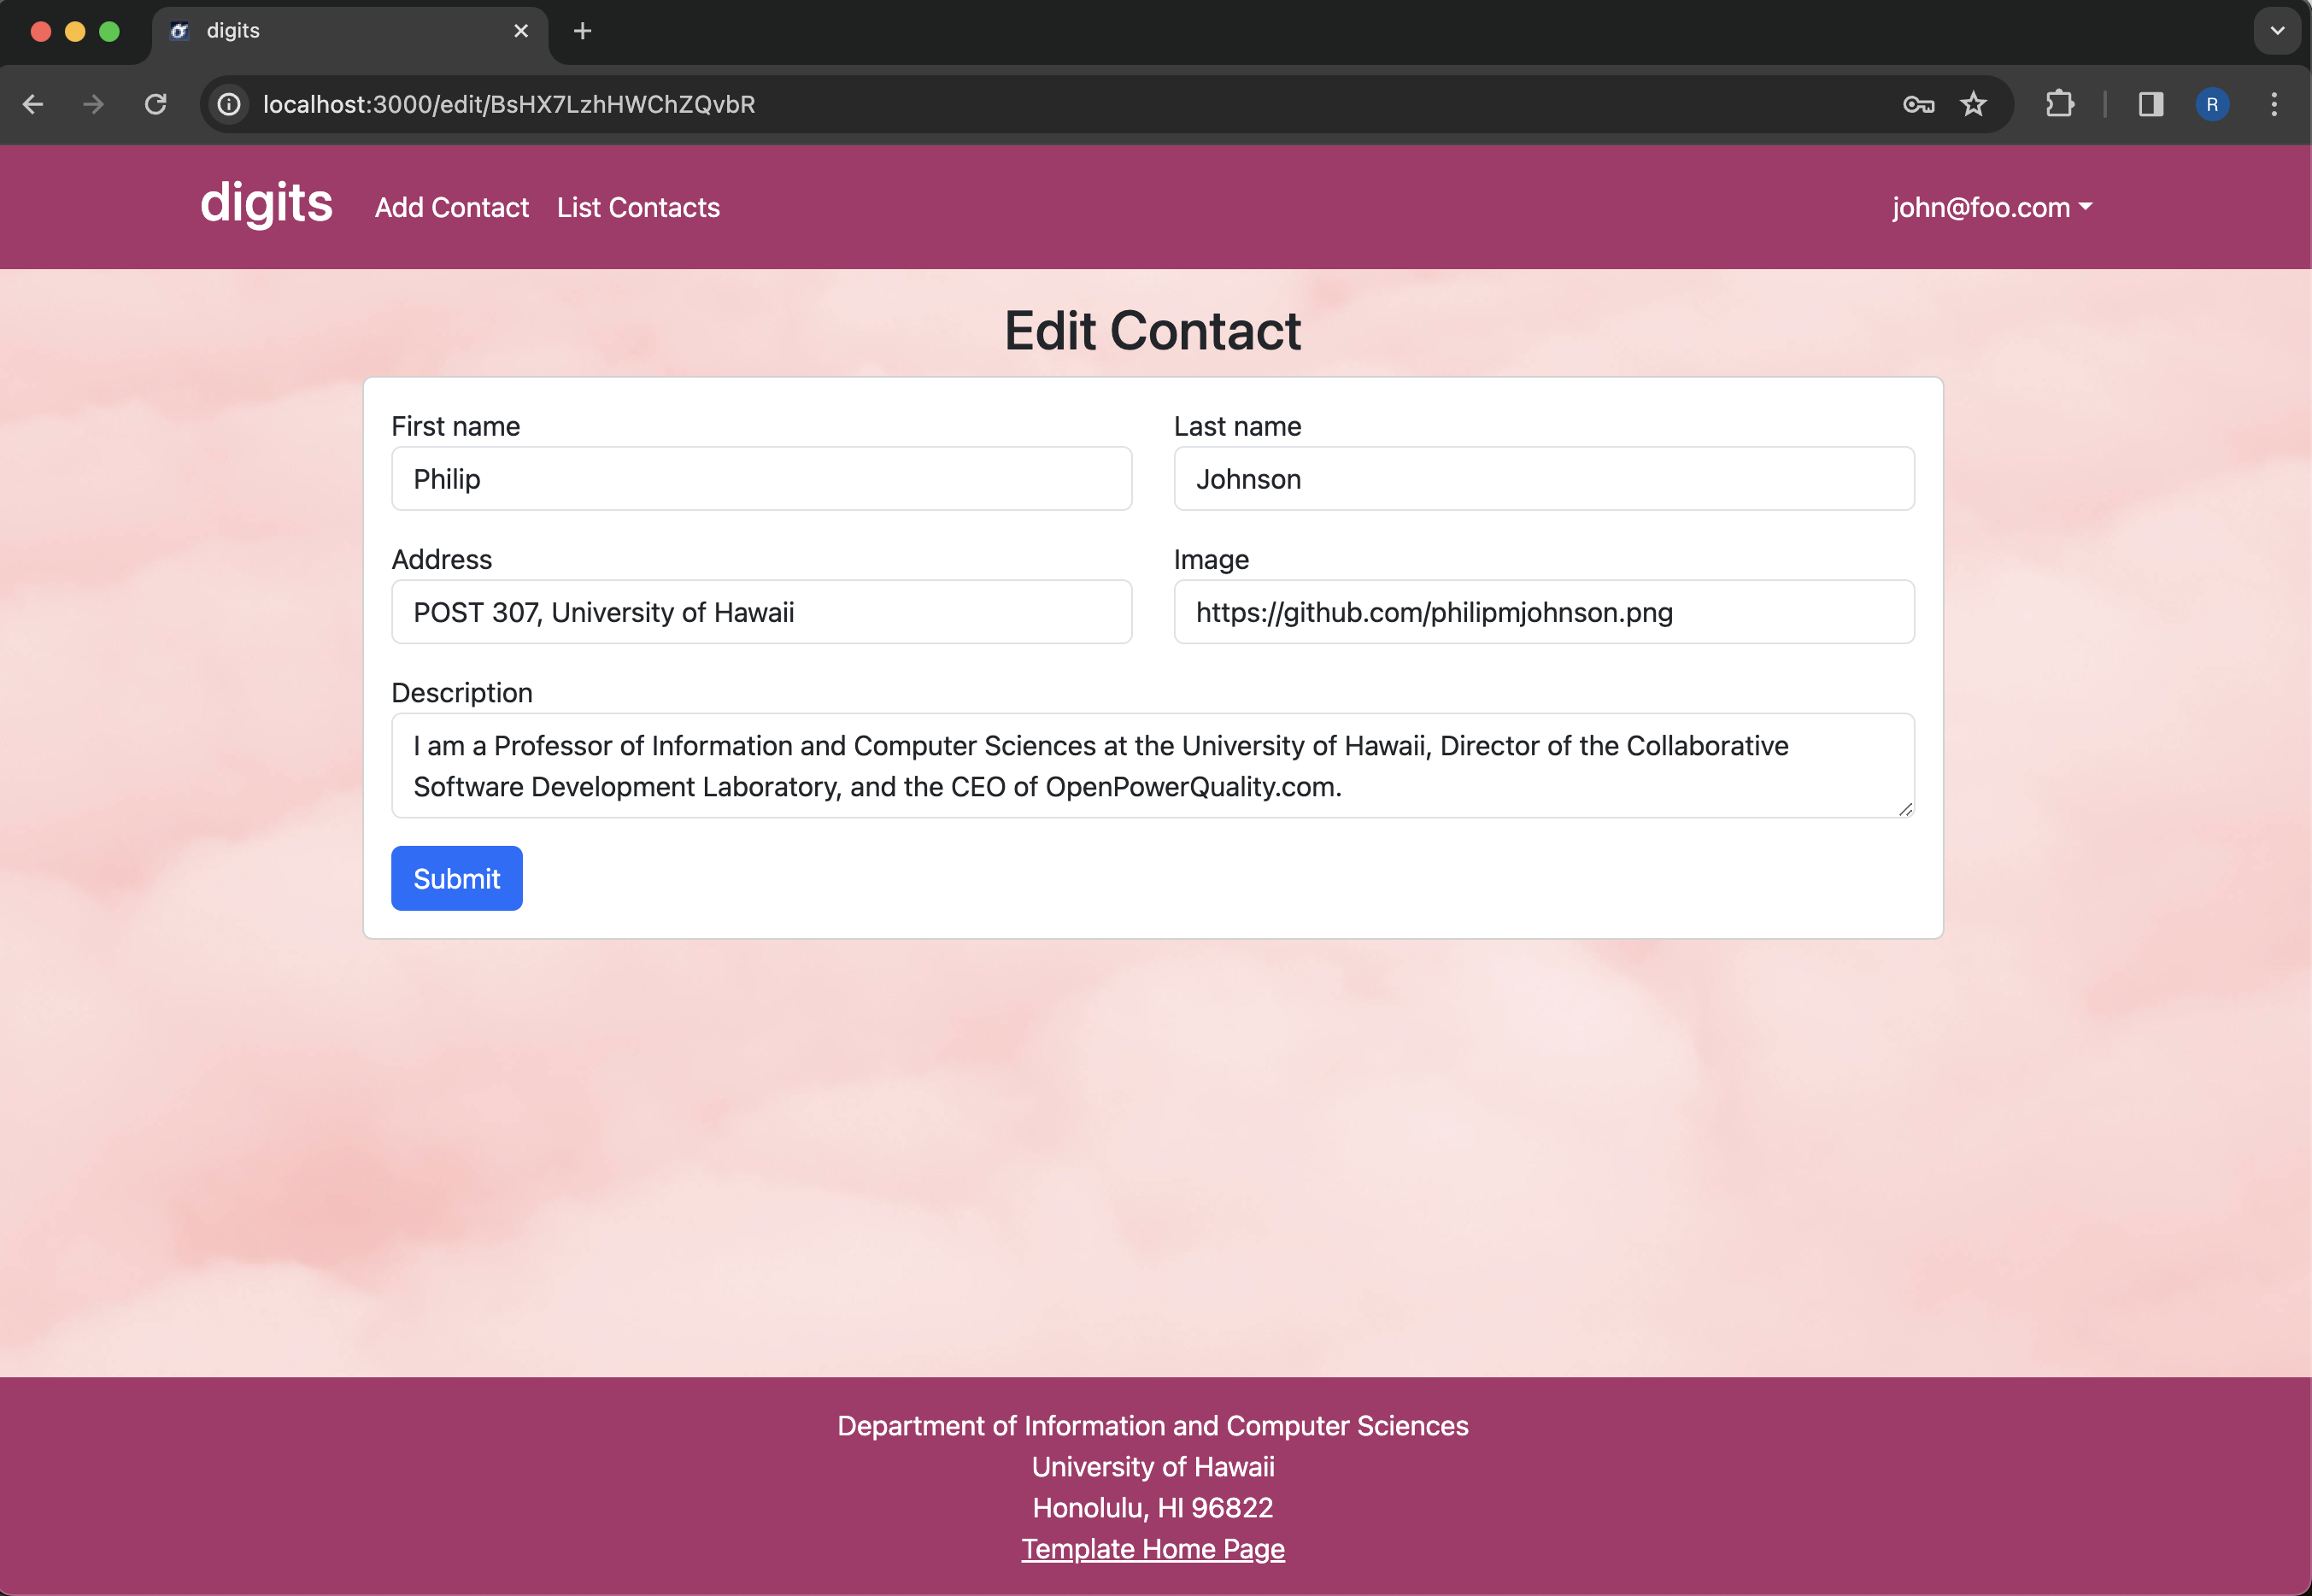 digits
localhost:3000/edit/BsHX7LzhHWChZQvbR
R
digits Add Contact List Contacts john@foo.com
Edit Contact
First name Last name
Philip Johnson
Address Image
POST 307, University of Hawaii https://github.com/philipmjohnson.png
Description
I am a Professor of Information and Computer Sciences at the University of Hawaii, Director of the Collaborative
Software Development Laboratory, and the CEO of OpenPowerQuality.com.
Submit
Department of Information and Computer Sciences
University of Hawaii
Honolulu, HI 96822
Template Home Page